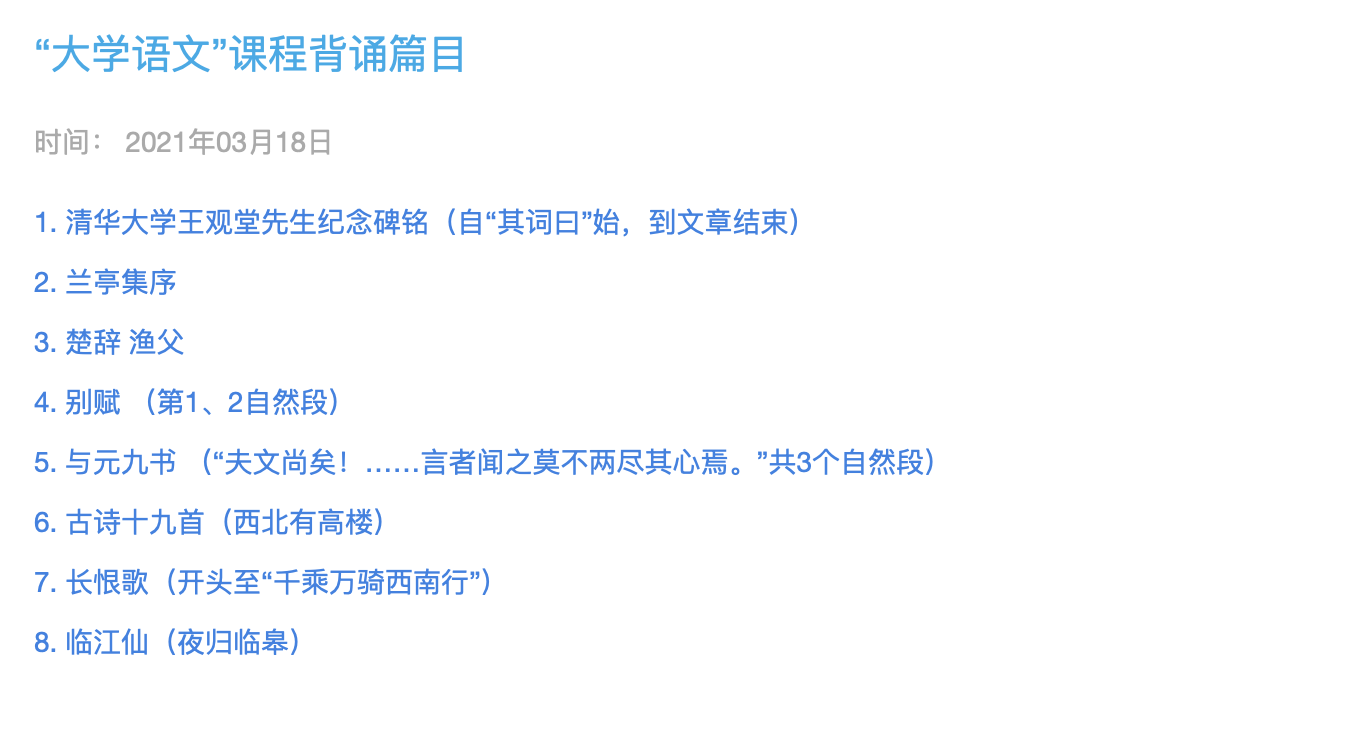 “大学语文”课程背诵篇目
时间： 2021年03月18日
1. 清华大学王观堂先生纪念碑铭（自“其词曰”始，到文章结束）
2. 兰亭集序
3. 楚辞 渔父
4. 别赋 （第1、2自然段）
5. 与元九书 （“夫文尚矣！……言者闻之莫不两尽其心焉。”共3个自然段）
6. 古诗十九首（西北有高楼）
7. 长恨歌（开头至“千乘万骑西南行”）
8. 临江仙（夜归临皋）